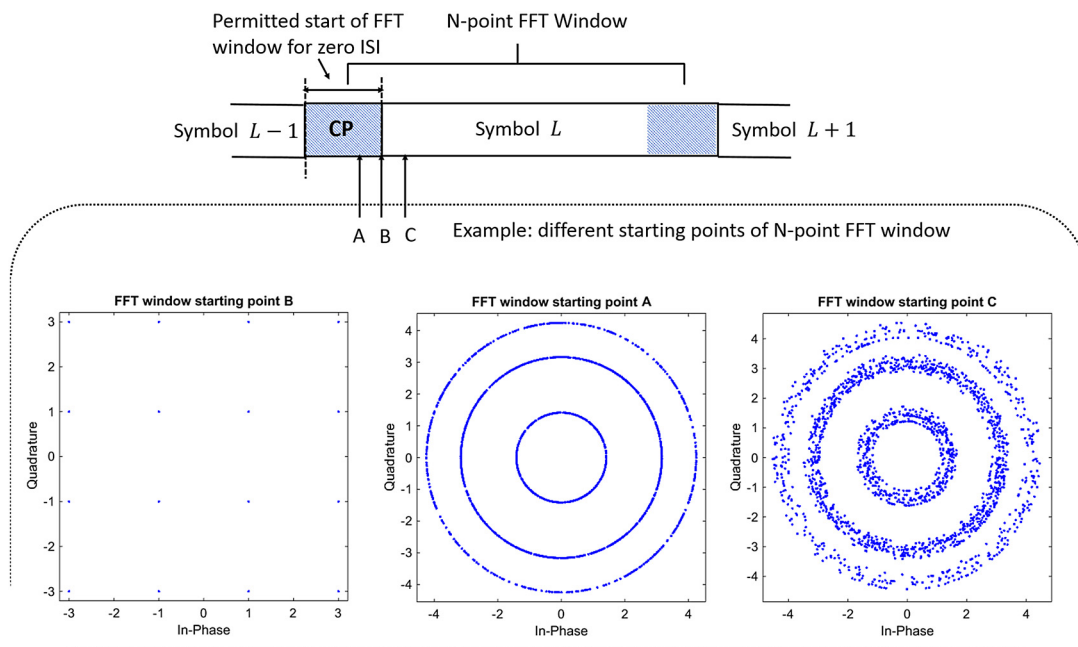 Permitted start of FFT
window for zero ISI
N-point FFT Window
Symbol L − 1
CP
Symbol L
Symbol L + 1
A
B
C
Example: different starting points of N-point FFT window
FFT window starting point B
3
2
1
0
-1
-2
-3
Quadrature
-3
-2
-1
0
1
2
3
In-Phase
FFT window starting point A
4
3
2
1
0
-1
-2
-3
-4
Quadrature
-4
-2
0
2
4
In-Phase
FFT window starting point C
4
3
2
1
0
-1
-2
-3
-4
Quadrature
-4
-2
0
2
4
In-Phase